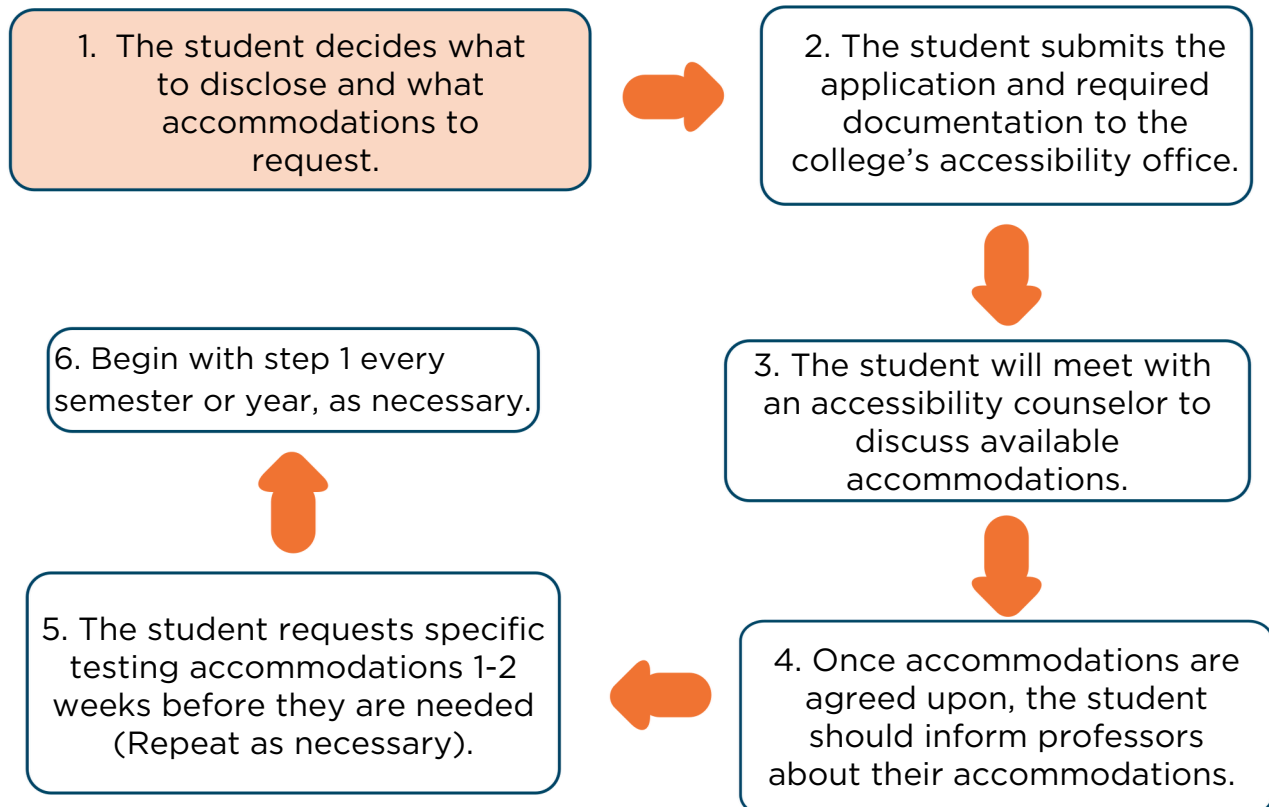 1. The student decides what
to disclose and what
accommodations to
request.
2. The student submits the
application and required
documentation to the
college’s accessibility office.
3. The student will meet with
an accessibility counselor to
discuss available
accommodations.
4. Once accommodations are
agreed upon, the student
should inform professors
about their accommodations.
5. The student requests specific
testing accommodations 1-2
weeks before they are needed
(Repeat as necessary).
6. Begin with step 1 every
semester or year, as necessary.